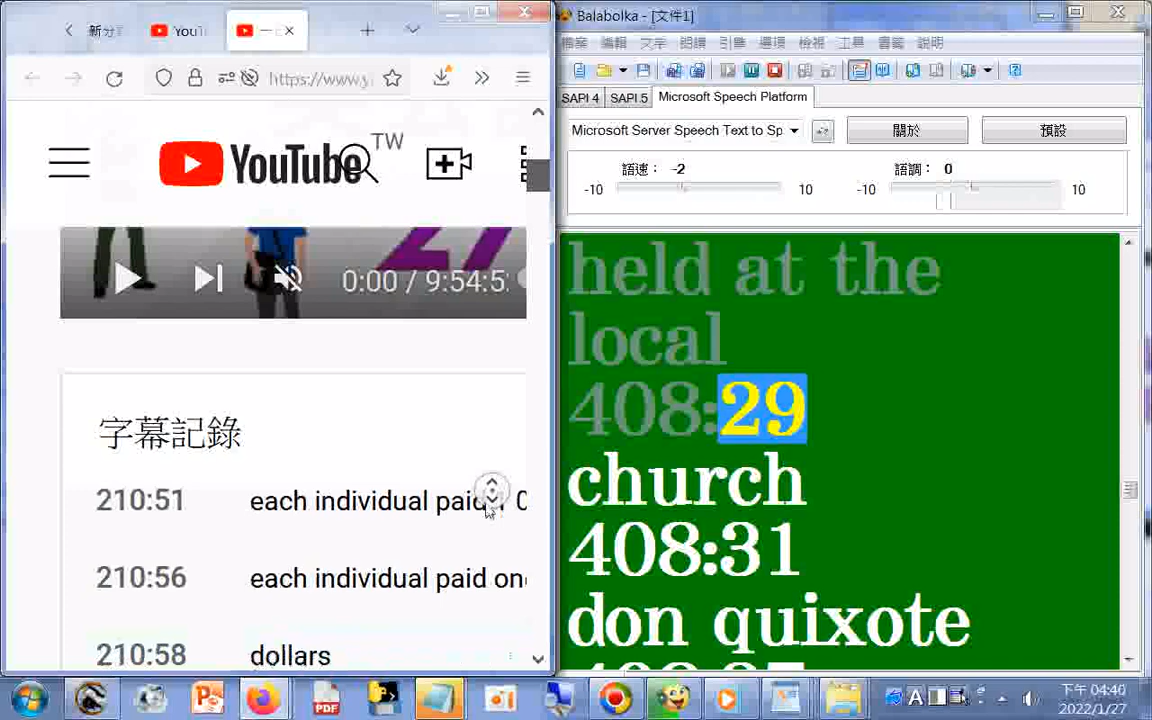 新分
YouT
一
https://www.y
YouTube
TW
27
0:00 / 9:54:5
字幕記錄
210:51 each individual paid
210:56 each individual paid on
210:58 dollars
Balabolka - [文件1]
檔案 編輯 文字 朗讀 引擎 選項 檢視 工具 書籤 說明
SAPI 4 SAPI 5 Microsoft Speech Platform
Microsoft Server Speech Text to Sp
關於
預設
語速： -2
-10 10
語調： 0
-10 10
held at the
local
408:29
church
408:31
don quixote
PDF
A
下午 04:40
2022/1/27